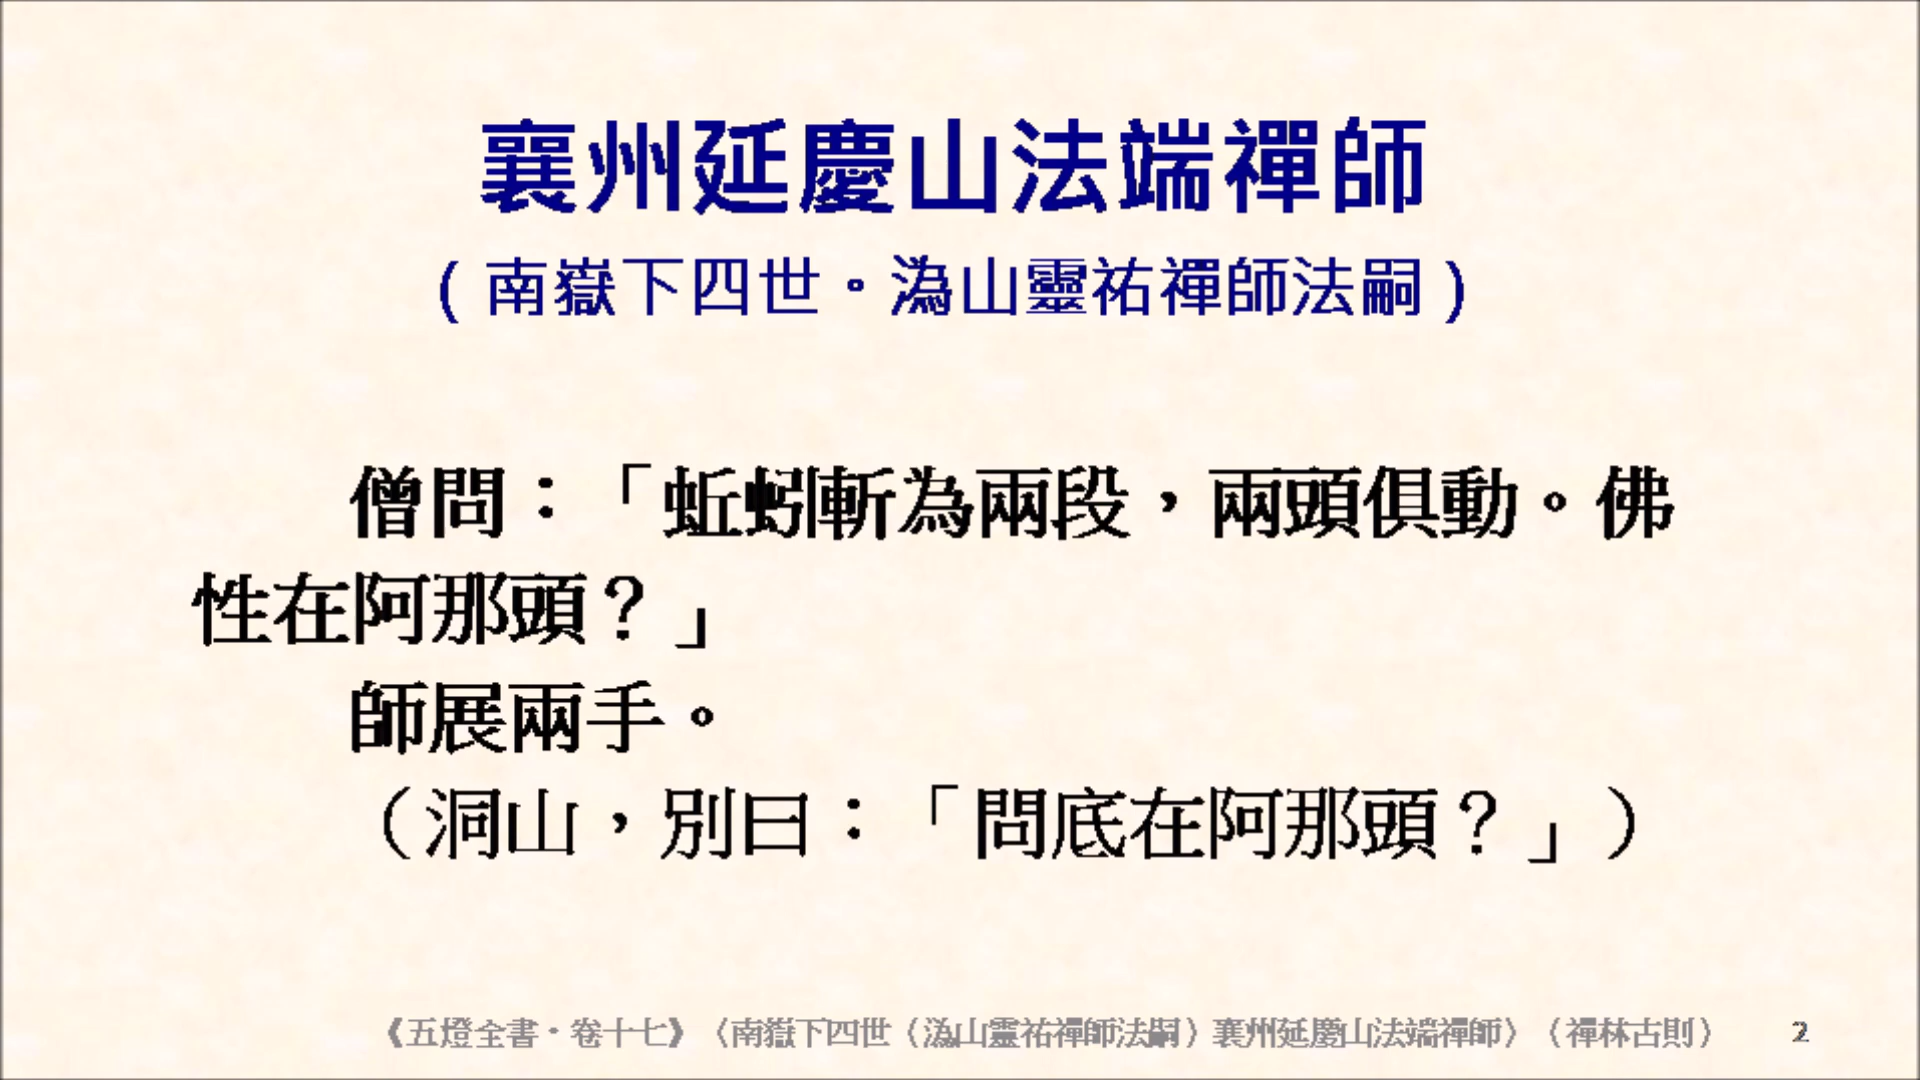 襄州延慶山法端禪師
（南嶽下四世。溈山靈祐禪師法嗣）
僧問：「蚯蚓斬為兩段，兩頭俱動。佛
性在阿那頭？」
師展兩手。
（洞山，別曰：「問底在阿那頭？」）
《五燈全書・卷十七》〈南嶽下四世（溈山靈祐禪師法嗣）襄州延慶山法端禪師〉（禪林古則） 2